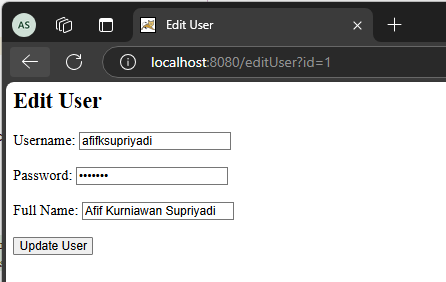 AS
Edit User
localhost:8080/editUser?id=1
Edit User
Username: afifksupriyadi
Password: •••••••
Full Name: Afif Kurniawan Supriyadi
Update User